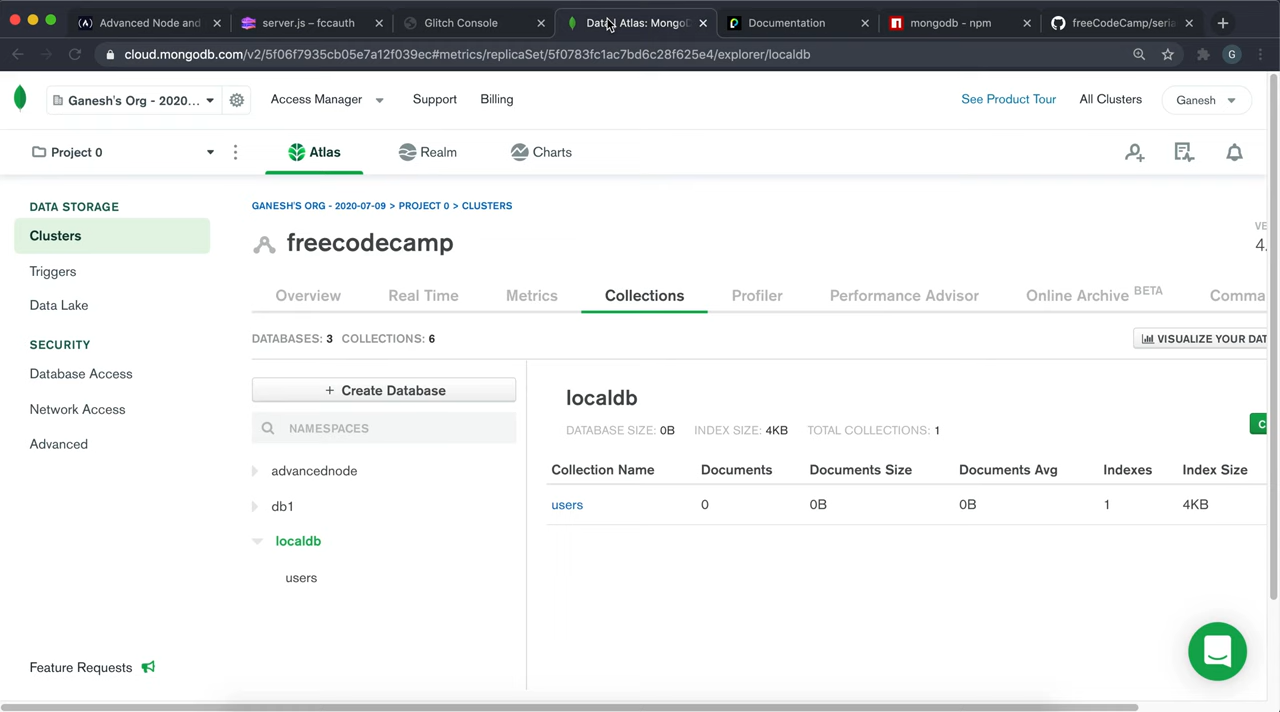 Advanced Node and
server.js – fccauth
Glitch Console
Data | Atlas: MongoD
Documentation
mongodb - npm
freeCodeCamp/seria
cloud.mongodb.com/v2/5f06f7935cb05e7a12f039ec#metrics/replicaSet/5f0783fc1ac7bd6c28f625e4/explorer/localdb
G
Ganesh's Org - 2020...
Access Manager
Support
Billing
See Product Tour
All Clusters
Ganesh
Project 0
Atlas
Realm
Charts
DATA STORAGE
Clusters
Triggers
Data Lake
SECURITY
Database Access
Network Access
Advanced
Feature Requests
GANESH'S ORG - 2020-07-09 > PROJECT 0 > CLUSTERS
freecodecamp
VE
4.
Overview
Real Time
Metrics
Collections
Profiler
Performance Advisor
Online Archive BETA
Comma
DATABASES: 3 COLLECTIONS: 6
VISUALIZE YOUR DAT
+ Create Database
NAMESPACES
advancednode
db1
localdb
users
localdb
DATABASE SIZE: 0B INDEX SIZE: 4KB TOTAL COLLECTIONS: 1
C
Collection Name Documents Documents Size Documents Avg Indexes Index Size
users 0 0B 0B 1 4KB